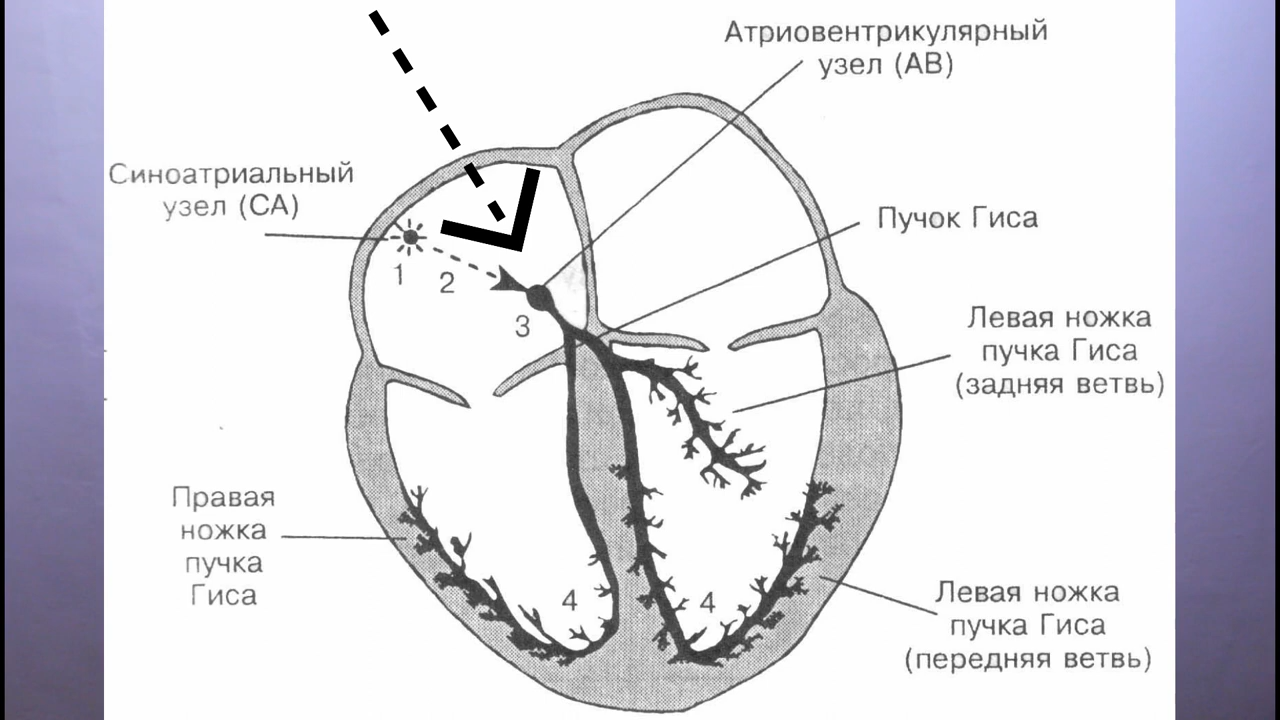 Атриовентрикулярный
узел (АВ)
Синоатриальный
узел (СА)
Пучок Гиса
1
2
3
Левая ножка
пучка Гиса
(задняя ветвь)
Правая
ножка
пучка
Гиса
4
4
Левая ножка
пучка Гиса
(передняя ветвь)